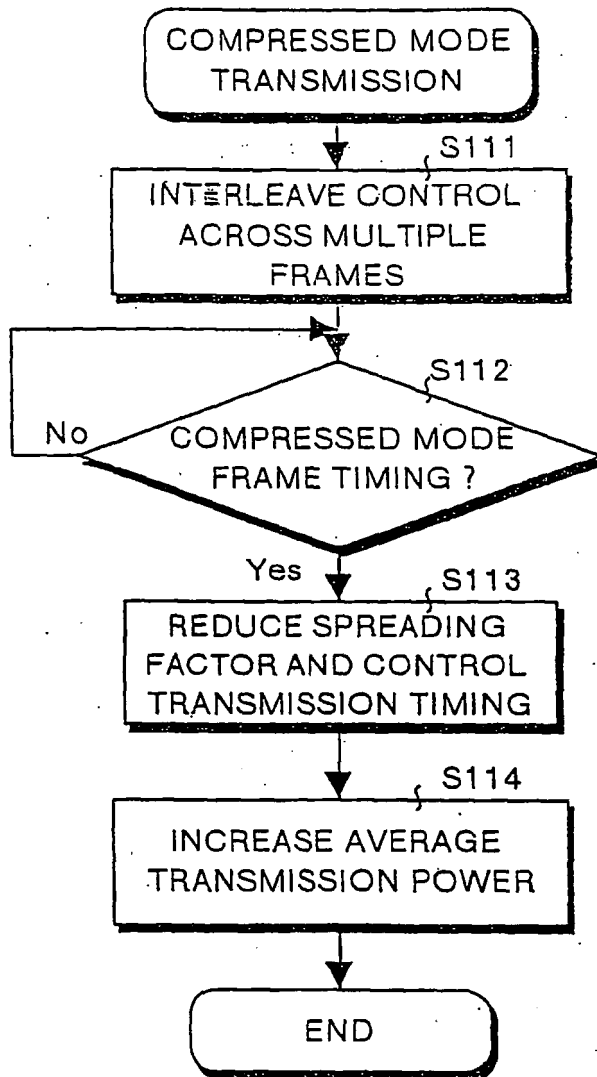 COMPRESSED MODE
TRANSMISSION
S111
INTERLEAVE CONTROL
ACROSS MULTIPLE
FRAMES
S112
No
COMPRESSED MODE
FRAME TIMING ?
Yes
S113
REDUCE SPREADING
FACTOR AND CONTROL
TRANSMISSION TIMING
S114
INCREASE AVERAGE
TRANSMISSION POWER
END